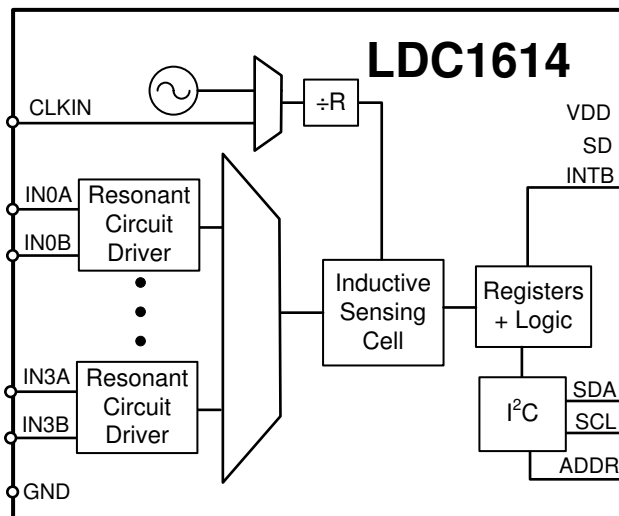 LDC1614
CLKIN
÷R
VDD
SD
INTB
IN0A
Resonant
Circuit
Driver
IN0B
Inductive
Sensing
Cell
Registers
+ Logic
IN3A
Resonant
Circuit
Driver
IN3B
I²C
SDA
SCL
ADDR
GND